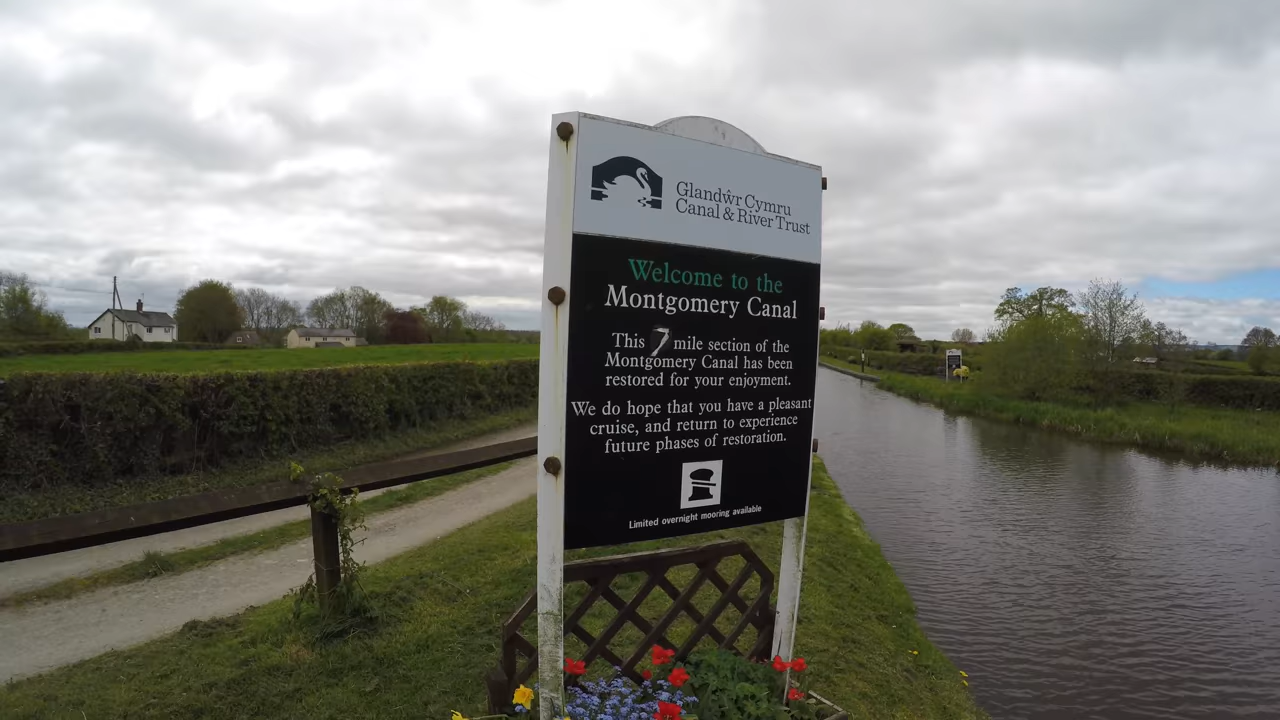 Glandŵr Cymru
Canal & River Trust
Welcome to the
Montgomery Canal
This 7 mile section of the
Montgomery Canal has been
restored for your enjoyment.
We do hope that you have a pleasant
cruise, and return to experience
future phases of restoration.
Limited overnight mooring available